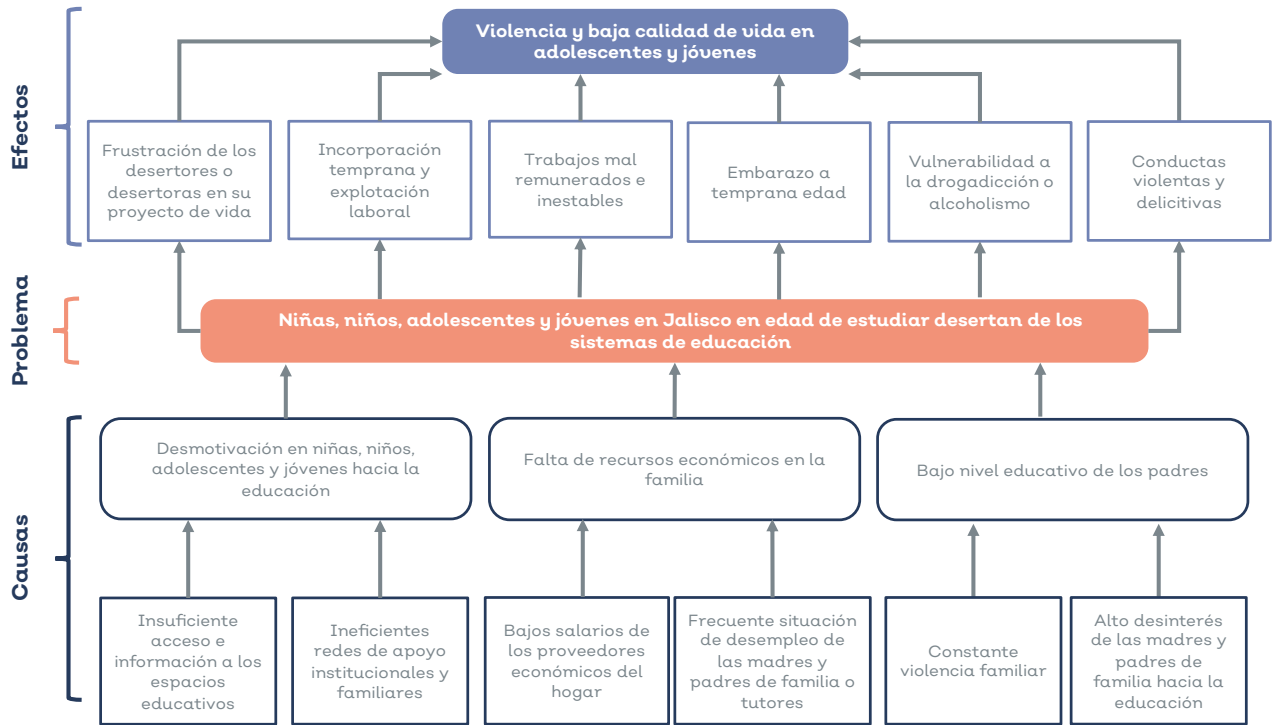 Efectos
Violencia y baja calidad de vida en
adolescentes y jóvenes
Frustración de los
desertores o
desertoras en su
proyecto de vida
Incorporación
temprana y
explotación
laboral
Trabajos mal
remunerados e
inestables
Embarazo a
temprana edad
Vulnerabilidad a
la drogadicción o
alcoholismo
Conductas
violentas y
delicitivas
Problema
Niñas, niños, adolescentes y jóvenes en Jalisco en edad de estudiar desertan de los
sistemas de educación
Causas
Desmotivación en niñas, niños,
adolescentes y jóvenes hacia la
educación
Falta de recursos económicos en la
familia
Bajo nivel educativo de los padres
Insuficiente
acceso e
información a los
espacios
educativos
Ineficientes
redes de apoyo
institucionales y
familiares
Bajos salarios de
los proveedores
económicos del
hogar
Frecuente situación
de desempleo de
las madres y
padres de familia o
tutores
Constante
violencia familiar
Alto desinterés
de las madres y
padres de
familia hacia la
educación